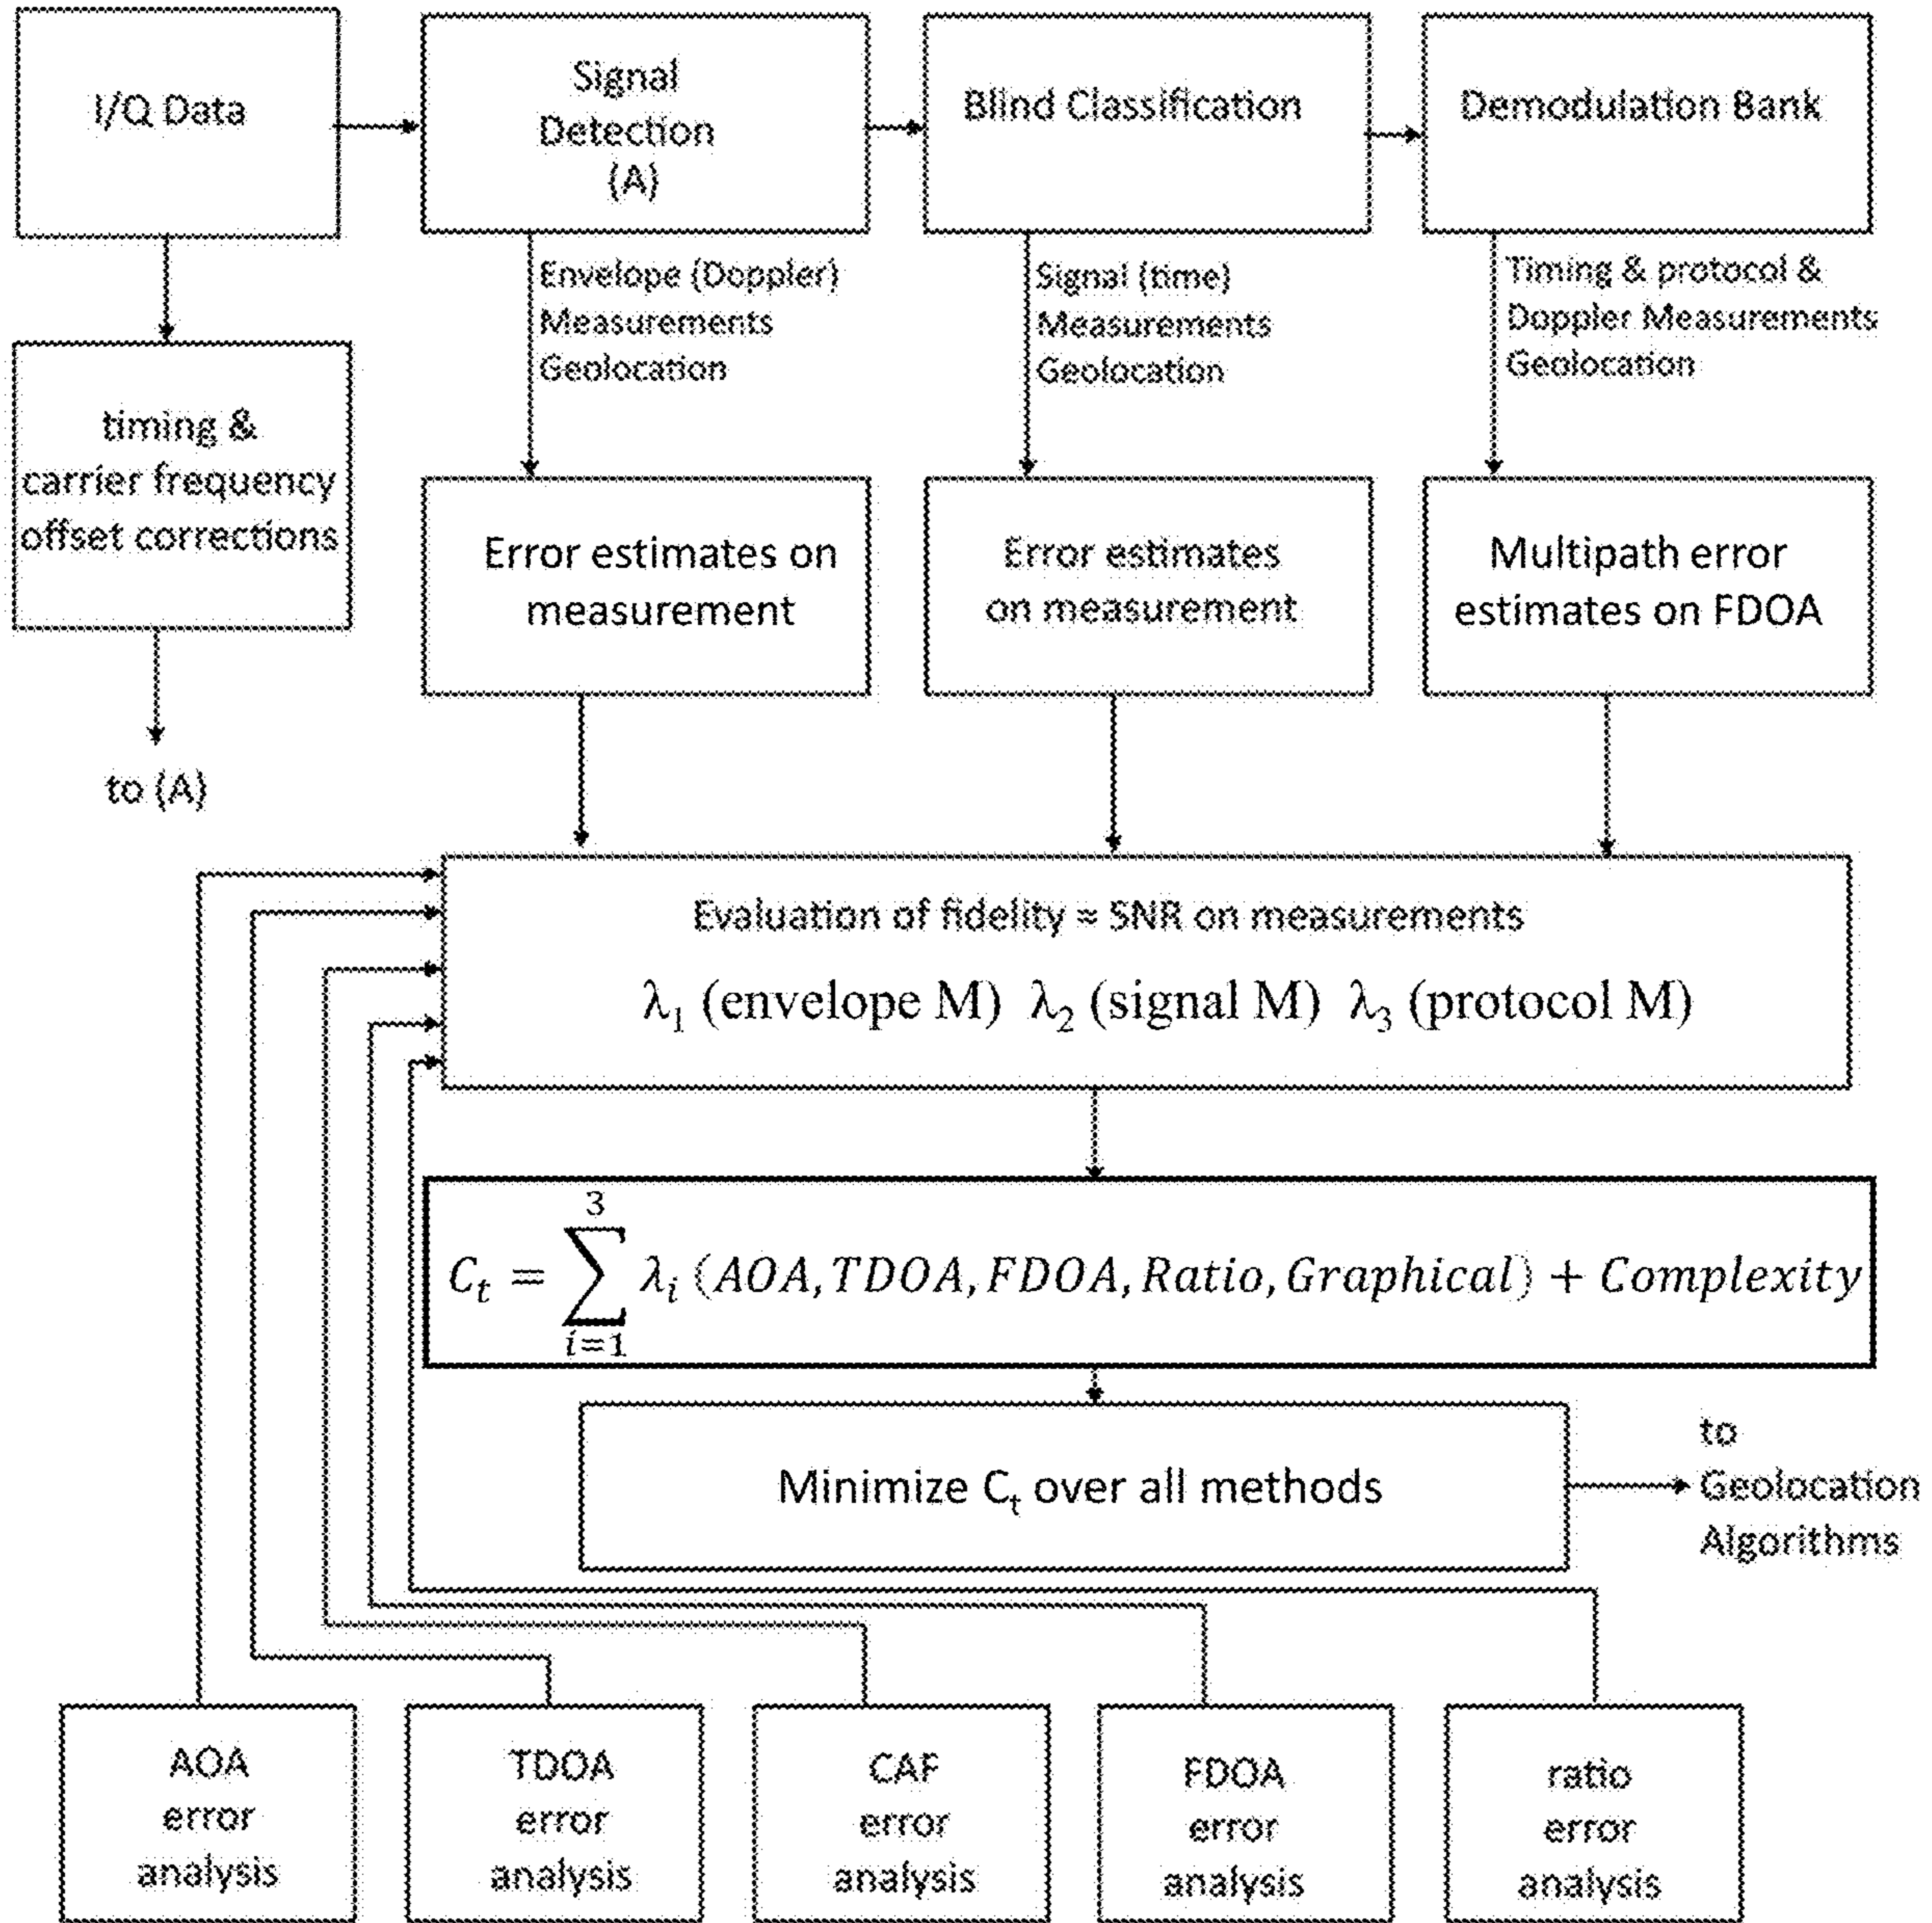 I/Q Data
Signal
Detection
(A)
Blind Classification
Demodulation Bank
Envelope (Doppler)
Measurements
Geolocation
Signal (time)
Measurements
Geolocation
Timing & protocol &
Doppler Measurements
Geolocation
timing &
carrier frequency
offset corrections
to (A)
Error estimates on
measurement
Error estimates
on measurement
Multipath error
estimates on FDOA
Evaluation of fidelity = SNR on measurements
λ₁ (envelope M) λ₂ (signal M) λ₃ (protocol M)
C_t = ∑_{i=1}^{3} λ_i (AOA, TDOA, FDOA, Ratio, Graphical) + Complexity
Minimize C_t over all methods
to
Geolocation
Algorithms
AOA
error
analysis
TDOA
error
analysis
CAF
error
analysis
FDOA
error
analysis
ratio
error
analysis